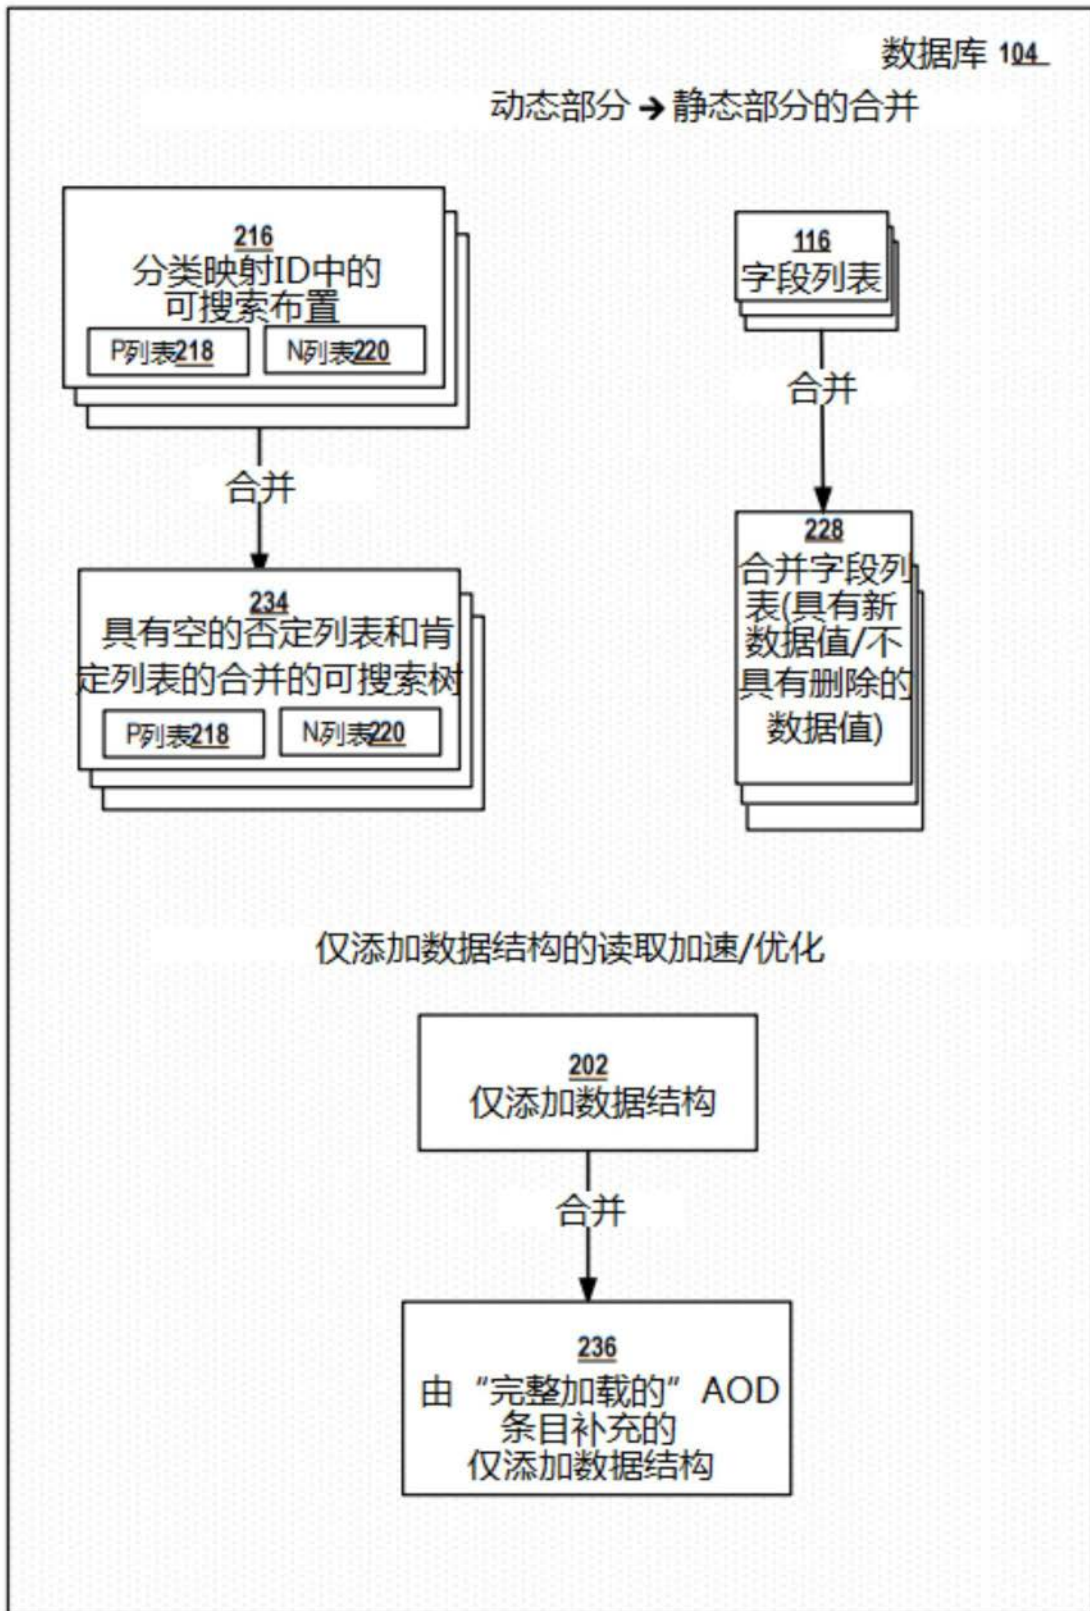 数据库 104
动态部分 → 静态部分的合并
216
分类映射ID中的
可搜索布置
P列表218 N列表220
合并
234
具有空的否定列表和肯
定列表的合并的可搜索树
P列表218 N列表220
116
字段列表
合并
228
合并字段列
表(具有新
数据值/不
具有删除的
数据值)
仅添加数据结构的读取加速/优化
202
仅添加数据结构
合并
236
由“完整加载的”AOD
条目补充的
仅添加数据结构